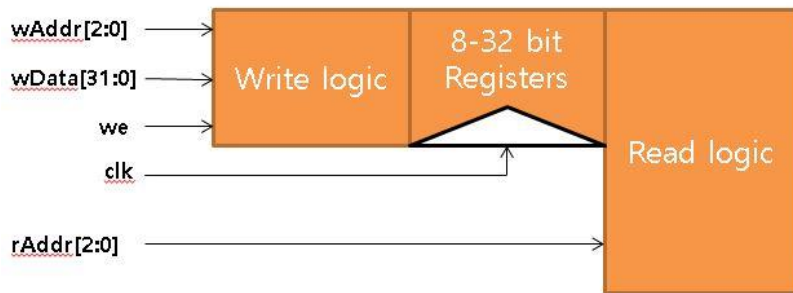 wAddr[2:0]
wData[31:0]
we
clk
rAddr[2:0]
Write logic
8-32 bit
Registers
Read logic